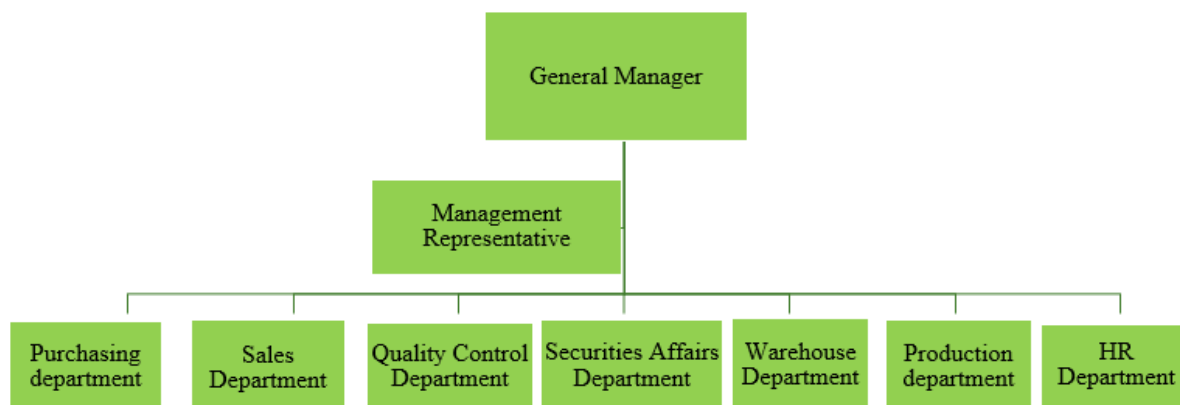 General Manager
Management
Representative
Purchasing
department
Sales
Department
Quality Control
Department
Securities Affairs
Department
Warehouse
Department
Production
department
HR
Department